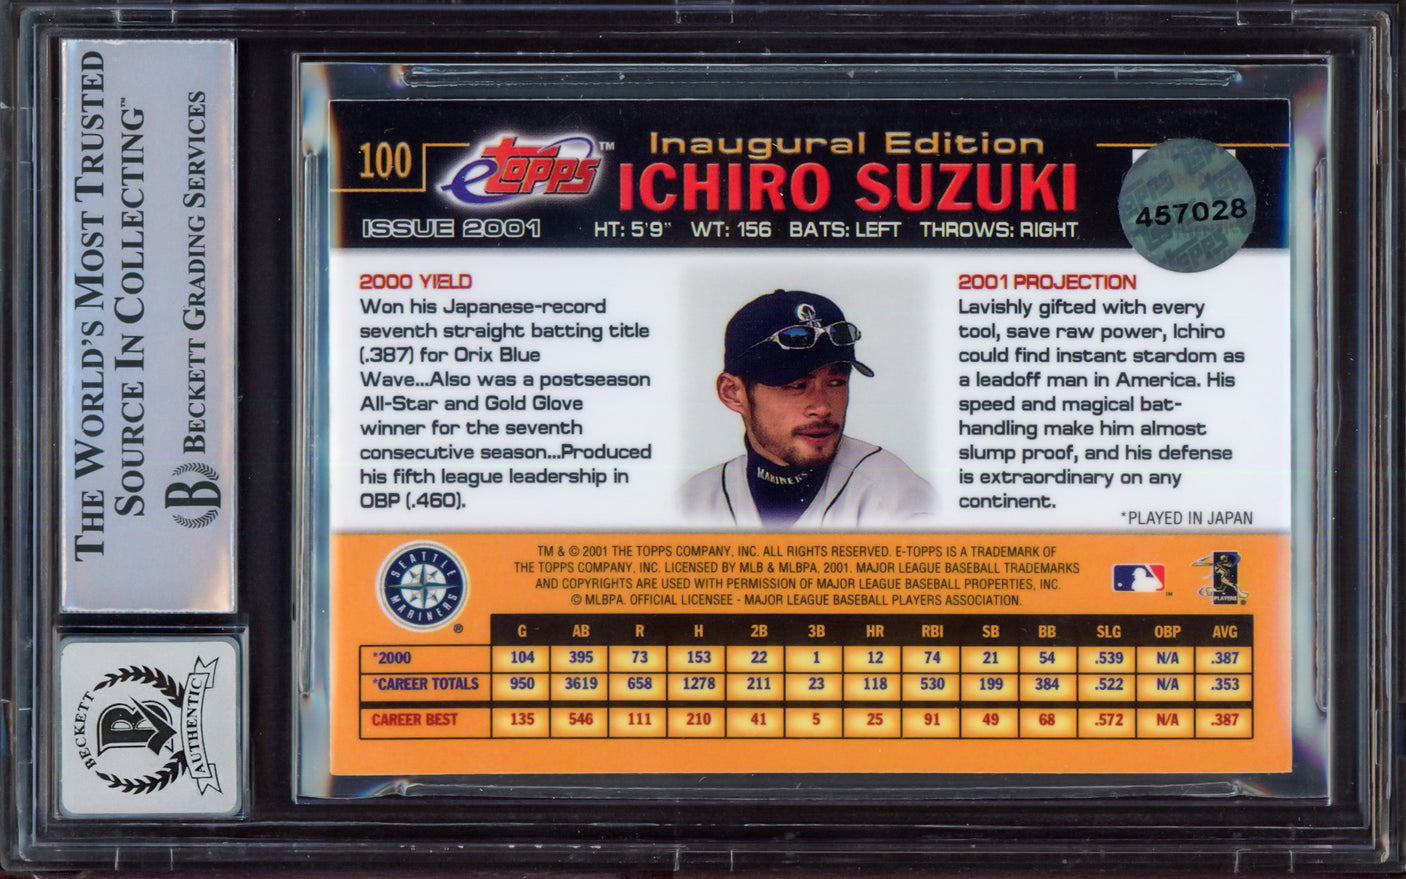 THE WORLD'S MOST TRUSTED
SOURCE IN COLLECTING™
BECKETT GRADING SERVICES
BECKETT
AUTHENTIC
100
eTOPPS™
Inaugural Edition
ICHIRO SUZUKI
457028
ISSUE 2001
HT: 5'9" WT: 156 BATS: LEFT THROWS: RIGHT
2000 YIELD
Won his Japanese-record
seventh straight batting title
(.387) for Orix Blue
Wave...Also was a postseason
All-Star and Gold Glove
winner for the seventh
consecutive season...Produced
his fifth league leadership in
OBP (.460).
MARINERS
2001 PROJECTION
Lavishly gifted with every
tool, save raw power, Ichiro
could find instant stardom as
a leadoff man in America. His
speed and magical bat-
handling make him almost
slump proof, and his defense
is extraordinary on any
continent.
*PLAYED IN JAPAN
SEATTLE
MARINERS
®
TM & © 2001 THE TOPPS COMPANY, INC. ALL RIGHTS RESERVED. E-TOPPS IS A TRADEMARK OF
THE TOPPS COMPANY, INC. LICENSED BY MLB & MLBPA, 2001. MAJOR LEAGUE BASEBALL TRADEMARKS
AND COPYRIGHTS ARE USED WITH PERMISSION OF MAJOR LEAGUE BASEBALL PROPERTIES, INC.
© MLBPA. OFFICIAL LICENSEE - MAJOR LEAGUE BASEBALL PLAYERS ASSOCIATION.
PLAYERS
G AB R H 2B 3B HR RBI SB BB SLG OBP AVG
*2000 104 395 73 153 22 1 12 74 21 54 .539 N/A .387
*CAREER TOTALS 950 3619 658 1278 211 23 118 530 199 384 .522 N/A .353
CAREER BEST 135 546 111 210 41 5 25 91 49 68 .572 N/A .387